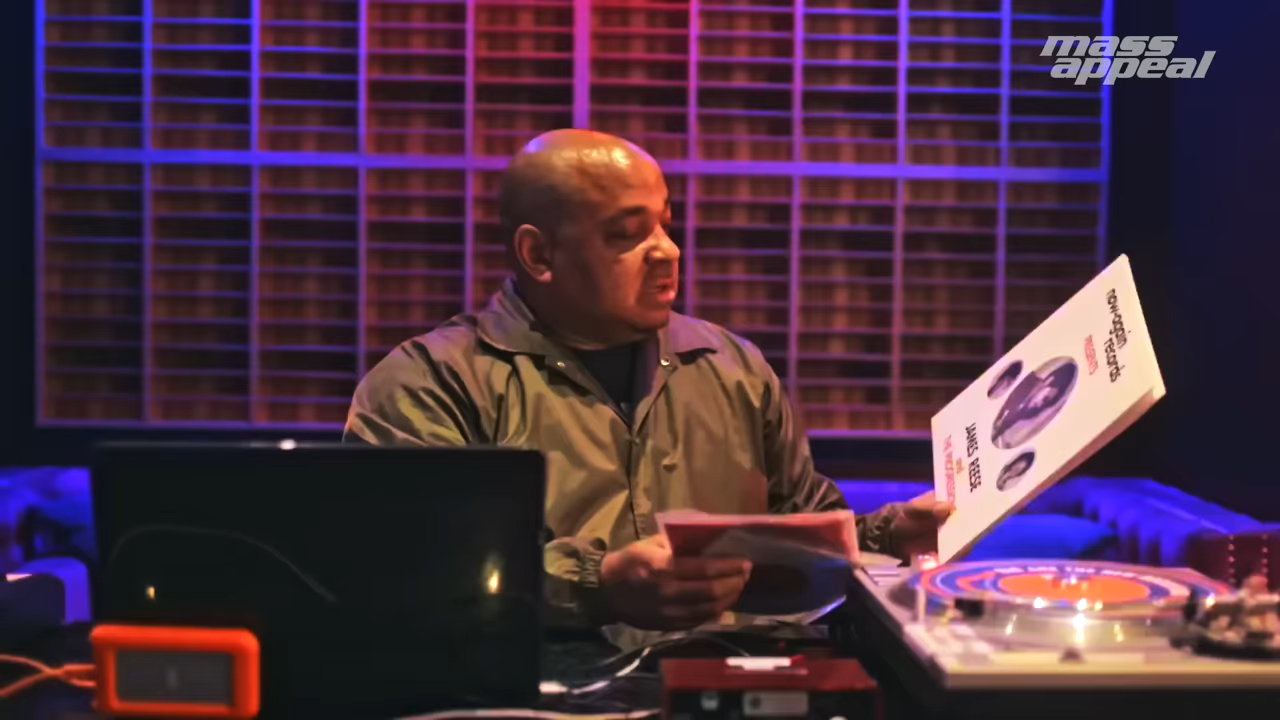 mass
appeal
now-again
records
PRESENTS
JAMES REESE
and
THE PROGRESSIONS